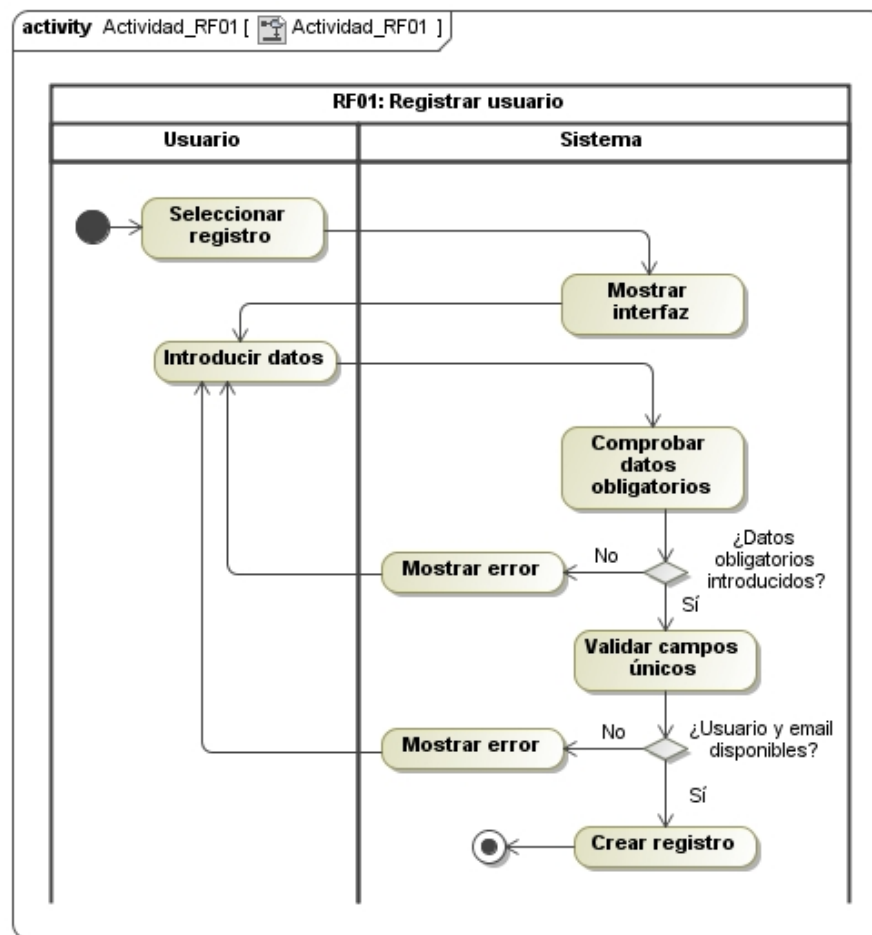 activity Actividad_RF01 [ Actividad_RF01 ]
RF01: Registrar usuario
Usuario
Sistema
Seleccionar
registro
Mostrar
interfaz
Introducir datos
Comprobar
datos
obligatorios
¿Datos
obligatorios
introducidos?
No
Mostrar error
Sí
Validar campos
únicos
¿Usuario y email
disponibles?
No
Mostrar error
Sí
Crear registro